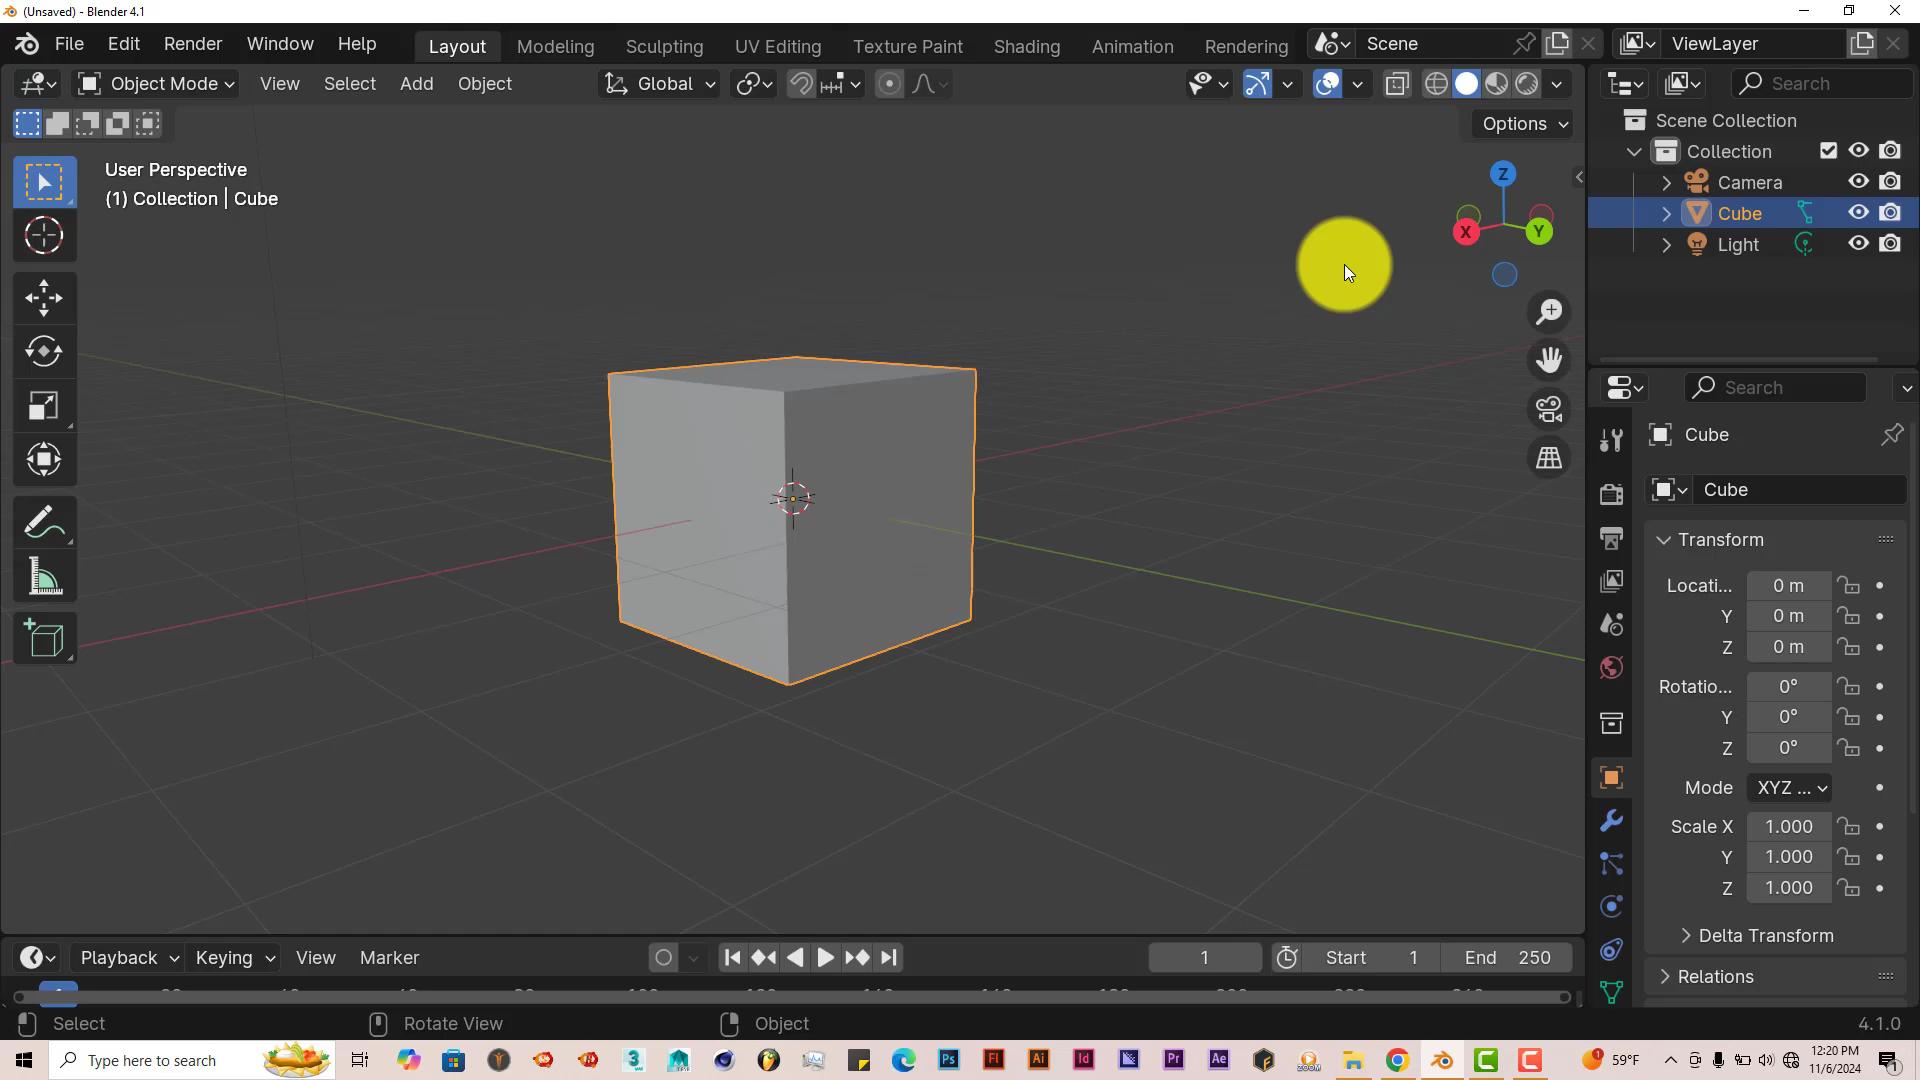 (Unsaved) - Blender 4.1
File Edit Render Window Help Layout Modeling Sculpting UV Editing Texture Paint Shading Animation Rendering Scene ViewLayer
Object Mode View Select Add Object Global Search
Options
Scene Collection
Collection
Camera
Cube
Light
User Perspective
(1) Collection | Cube
Z
X Y
Search
Cube
Cube
Transform
Locati... 0 m
Y 0 m
Z 0 m
Rotatio... 0°
Y 0°
Z 0°
Mode XYZ ...
Scale X 1.000
Y 1.000
Z 1.000
Delta Transform
Relations
Playback Keying View Marker 1 Start 1 End 250
Select Rotate View Object 4.1.0
Type here to search 59°F 12:20 PM
11/6/2024